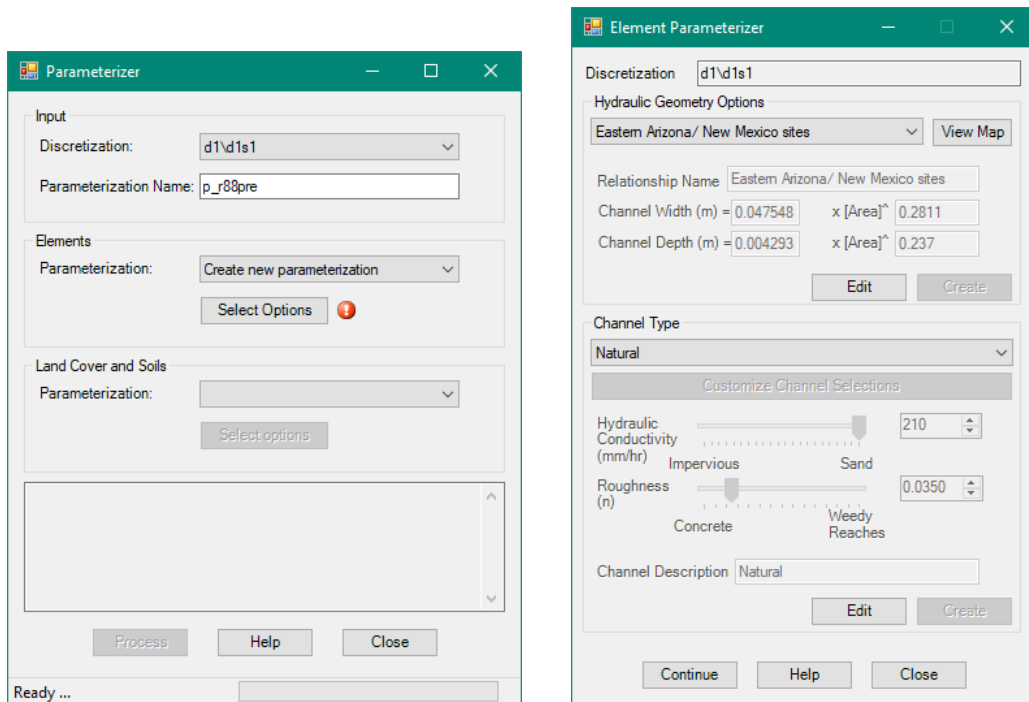 Parameterizer
Input
Discretization: d1\d1s1
Parameterization Name: p_r88pre
Elements
Parameterization: Create new parameterization
Select Options
Land Cover and Soils
Parameterization:
Select options
Process Help Close
Ready ...
Element Parameterizer
Discretization d1\d1s1
Hydraulic Geometry Options
Eastern Arizona/ New Mexico sites View Map
Relationship Name Eastern Arizona/ New Mexico sites
Channel Width (m) = 0.047548 x [Area]^ 0.2811
Channel Depth (m) = 0.004293 x [Area]^ 0.237
Edit Create
Channel Type
Natural
Customize Channel Selections
Hydraulic
Conductivity
(mm/hr)
210
Impervious Sand
Roughness
(n)
0.0350
Concrete Weedy
Reaches
Channel Description Natural
Edit Create
Continue Help Close